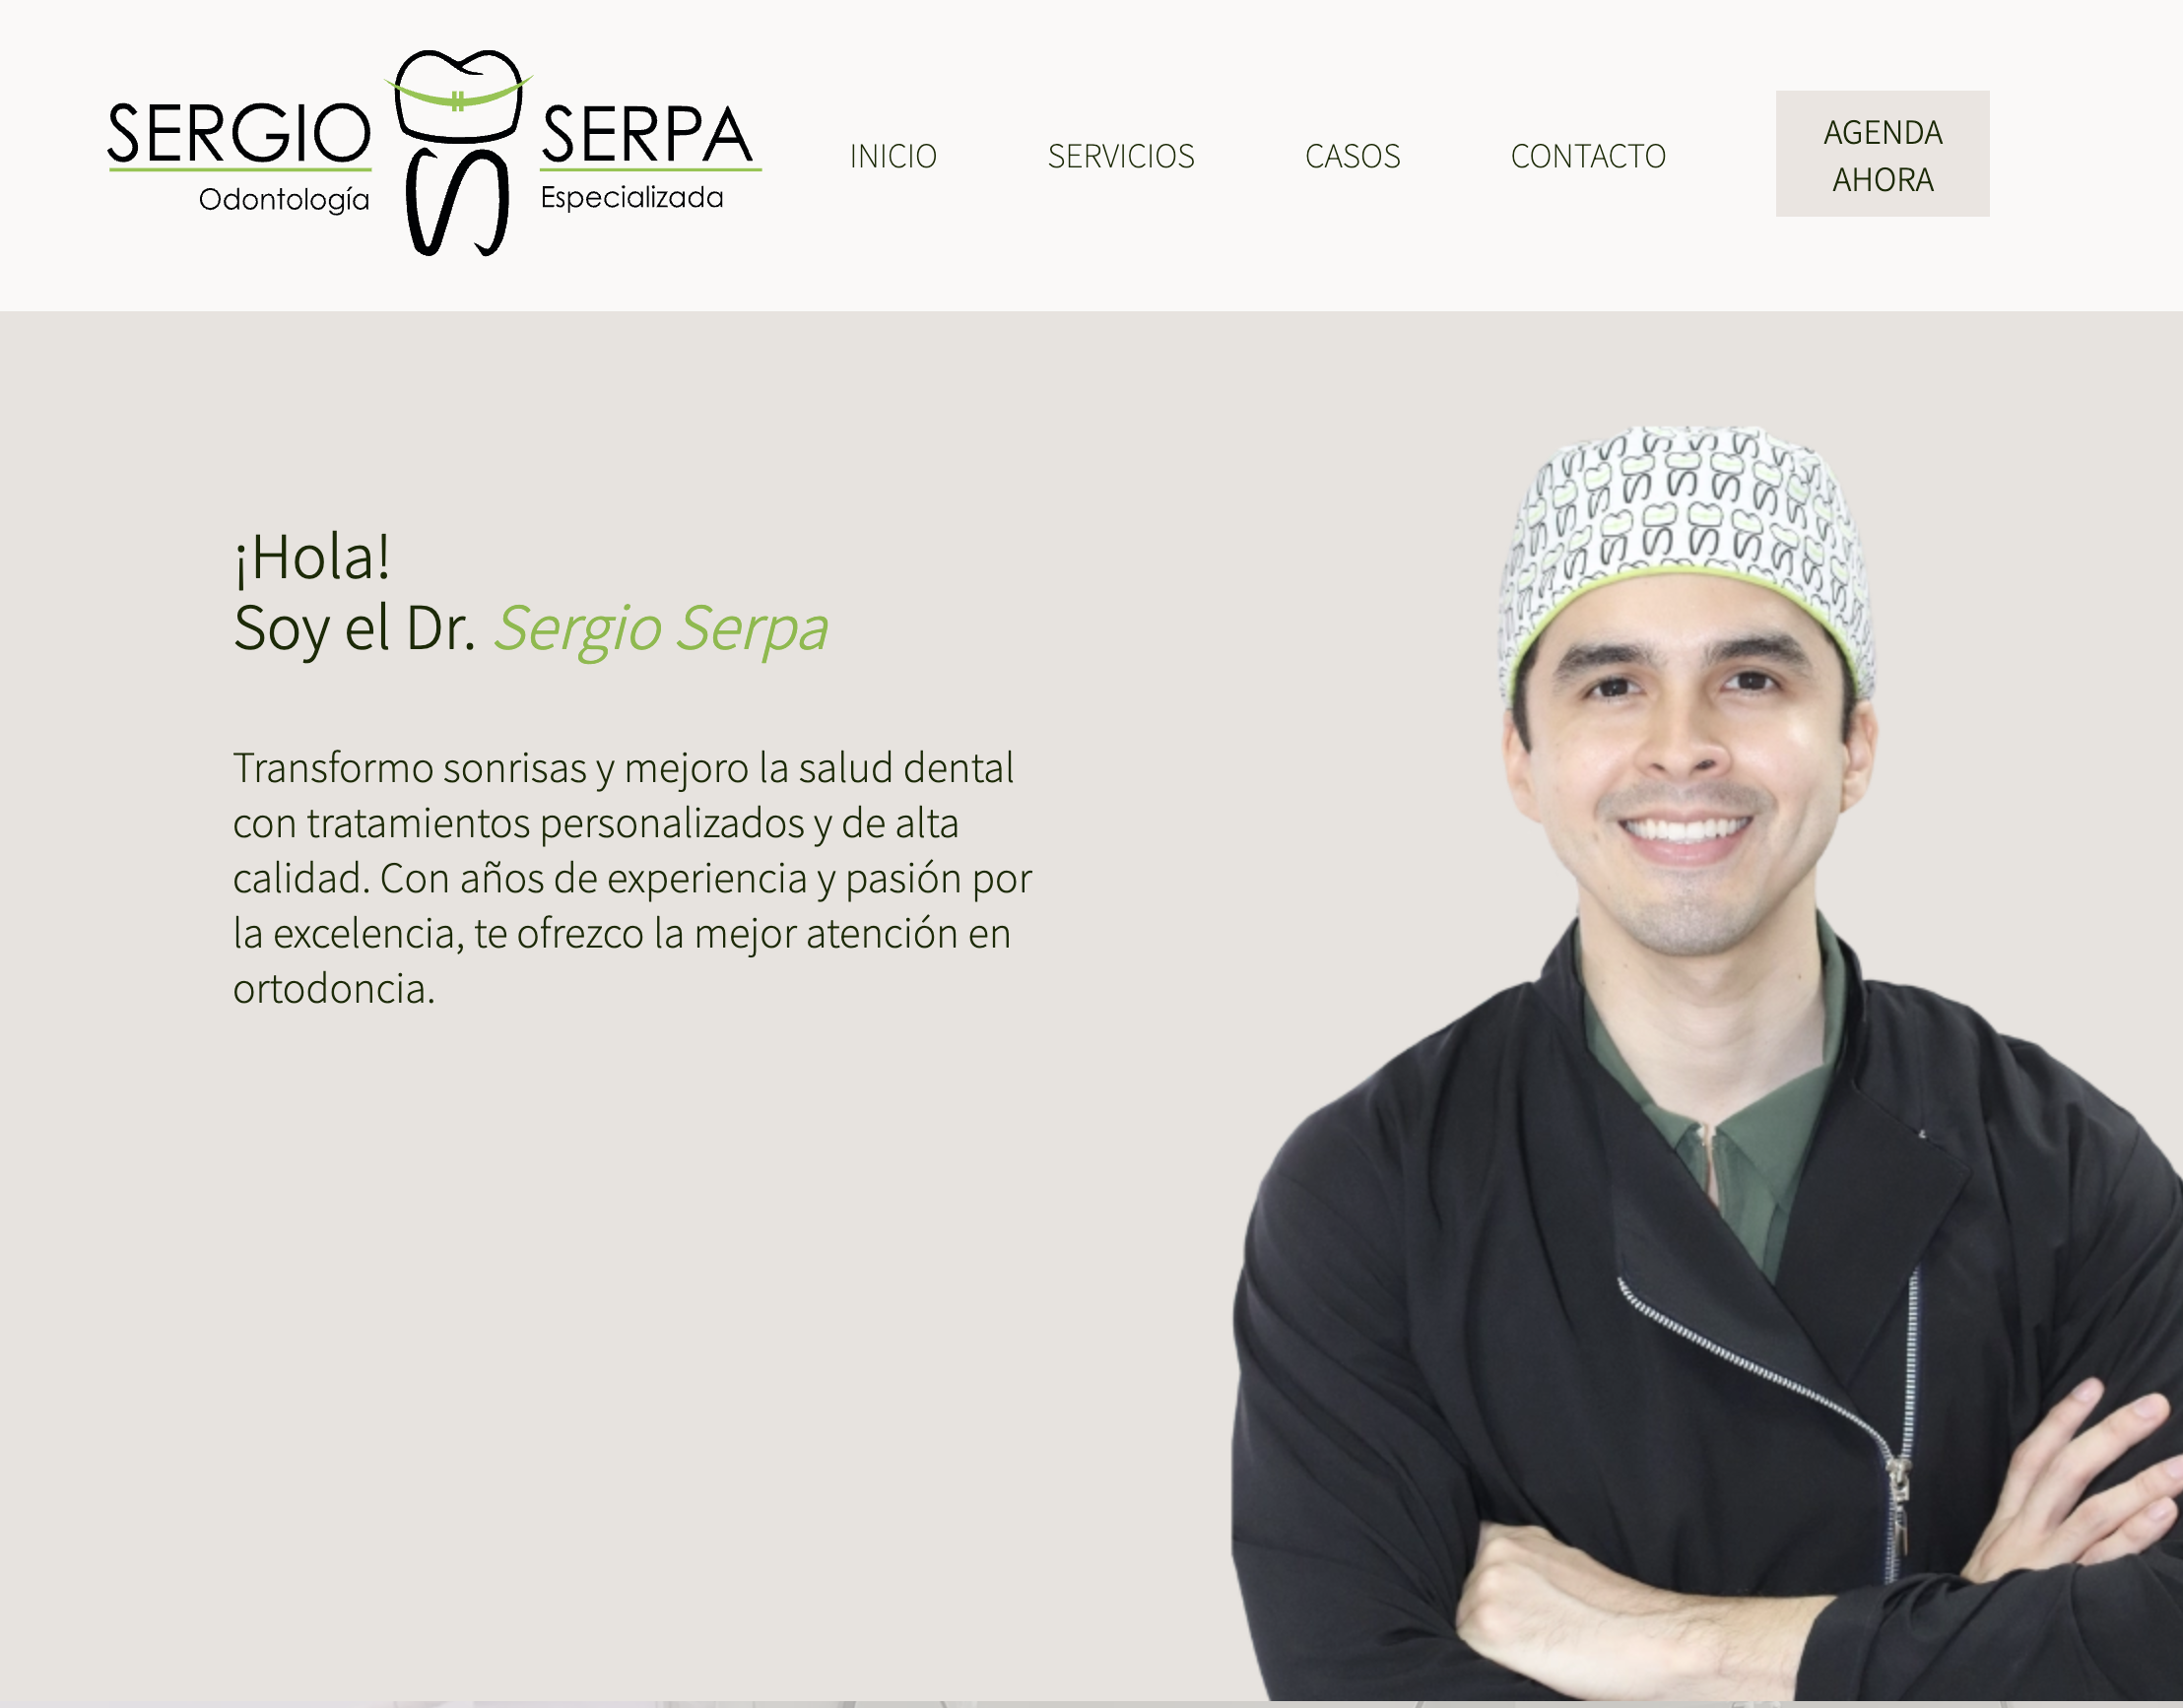 SERGIO SERPA
Odontología Especializada
INICIO SERVICIOS CASOS CONTACTO
AGENDA
AHORA
¡Hola!
Soy el Dr. Sergio Serpa
Transformo sonrisas y mejoro la salud dental
con tratamientos personalizados y de alta
calidad. Con años de experiencia y pasión por
la excelencia, te ofrezco la mejor atención en
ortodoncia.